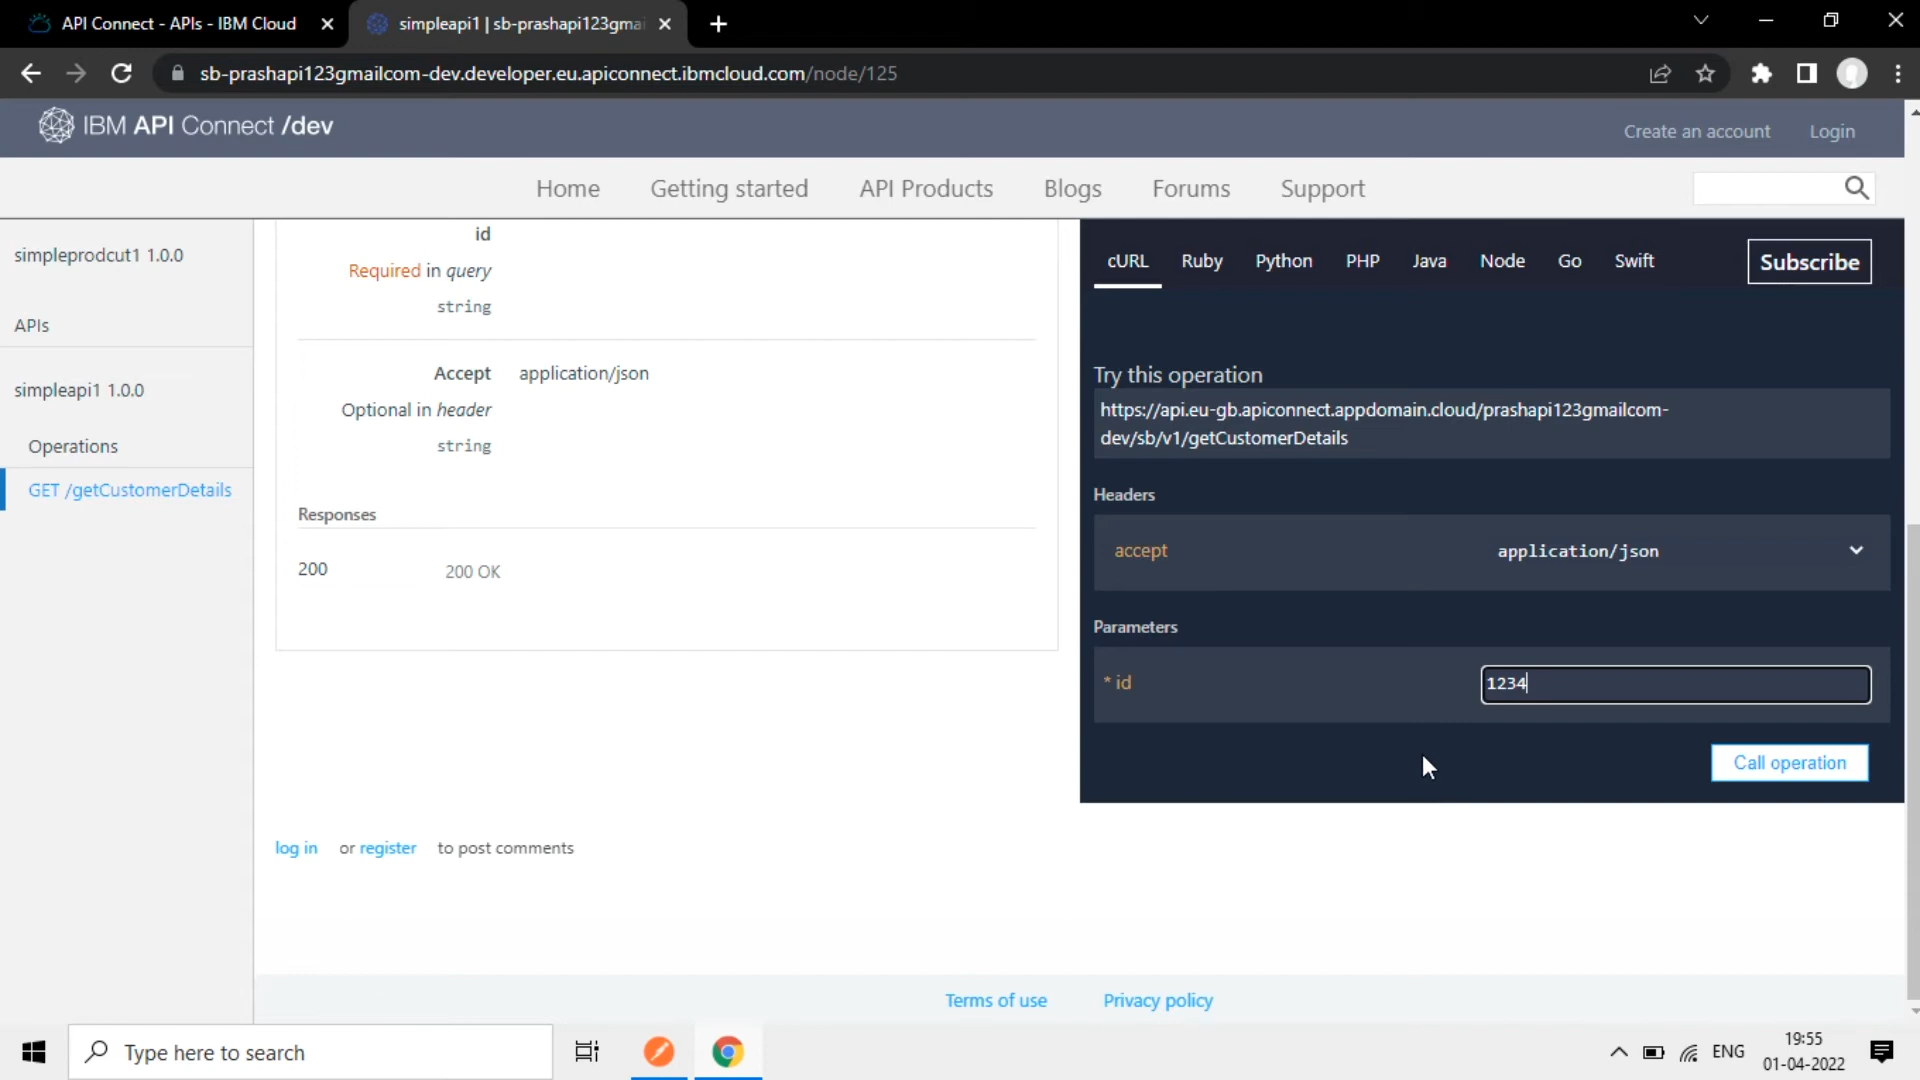 API Connect - APIs - IBM Cloud
simpleapi1 | sb-prashapi123gmai
sb-prashapi123gmailcom-dev.developer.eu.apiconnect.ibmcloud.com/node/125
IBM API Connect /dev
Create an account
Login
Home
Getting started
API Products
Blogs
Forums
Support
simpleprodcut1 1.0.0
APIs
simpleapi1 1.0.0
Operations
GET /getCustomerDetails
id
Required in query
string
Accept application/json
Optional in header
string
Responses
200 200 OK
cURL Ruby Python PHP Java Node Go Swift
Subscribe
Try this operation
https://api.eu-gb.apiconnect.appdomain.cloud/prashapi123gmailcom-
dev/sb/v1/getCustomerDetails
Headers
accept application/json
Parameters
* id 1234
Call operation
log in or register to post comments
Terms of use
Privacy policy
Type here to search
ENG
19:55
01-04-2022